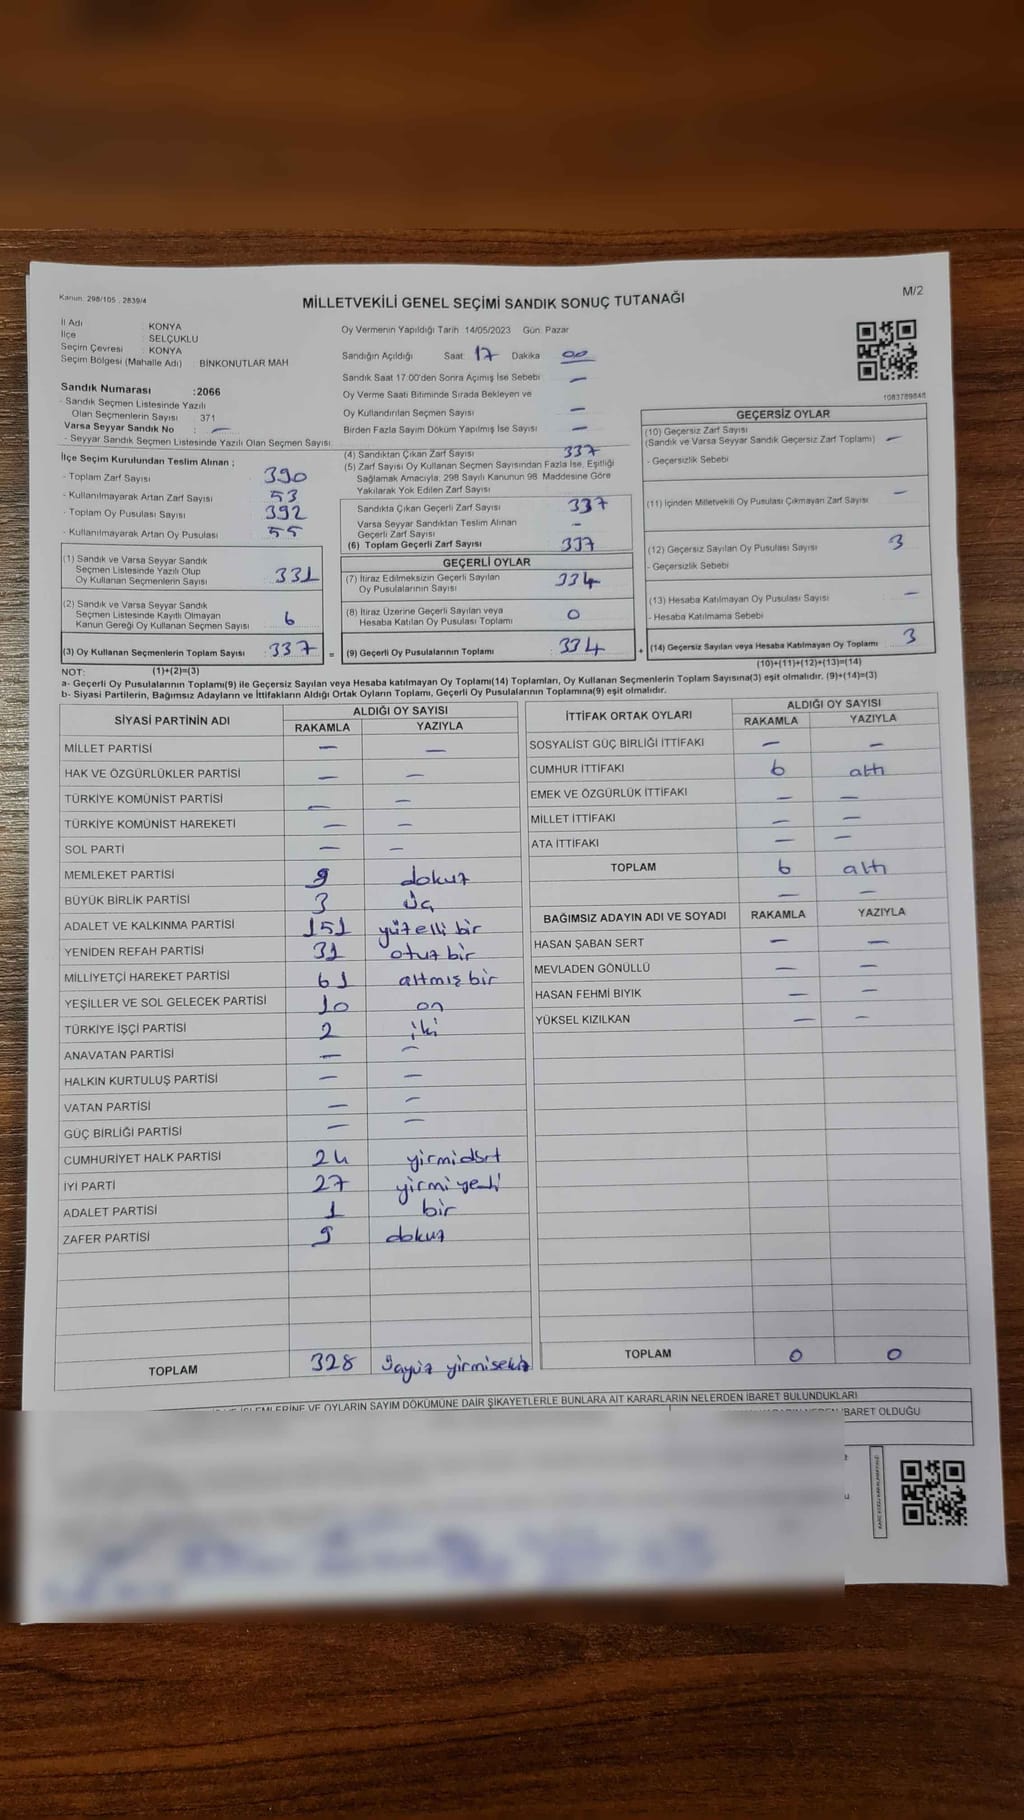 Kanun: 298/105 , 2839/4
MİLLETVEKİLİ GENEL SEÇİMİ SANDIK SONUÇ TUTANAĞI
M/2
İl Adı : KONYA
İlçe : SELÇUKLU
Seçim Çevresi : KONYA
Seçim Bölgesi (Mahalle Adı) BİNKONUTLAR MAH
Sandık Numarası :2066
- Sandık Seçmen Listesinde Yazılı
Olan Seçmenlerin Sayısı 371
Varsa Seyyar Sandık No : —
- Seyyar Sandık Seçmen Listesinde Yazılı Olan Seçmen Sayısı:
Oy Vermenin Yapıldığı Tarih 14/05/2023 Gün: Pazar
Sandığın Açıldığı Saat: 17 Dakika 00
Sandık Saat 17.00'den Sonra Açımış İse Sebebi —
Oy Verme Saati Bitiminde Sırada Bekleyen ve
Oy Kullandırılan Seçmen Sayısı —
Birden Fazla Sayım Döküm Yapılmış İse Sayısı —
1083789848
İlçe Seçim Kurulundan Teslim Alınan ;
- Toplam Zarf Sayısı 390
- Kullanılmayarak Artan Zarf Sayısı 53
- Toplam Oy Pusulası Sayısı 392
- Kullanılmayarak Artan Oy Pusulası 55
(1) Sandık ve Varsa Seyyar Sandık
Seçmen Listesinde Yazılı Olup
Oy Kullanan Seçmenlerin Sayısı 331
(2) Sandık ve Varsa Seyyar Sandık
Seçmen Listesinde Kayıtlı Olmayan
Kanun Gereği Oy Kullanan Seçmen Sayısı 6
(3) Oy Kullanan Seçmenlerin Toplam Sayısı 337 =
(4) Sandıktan Çıkan Zarf Sayısı 337
(5) Zarf Sayısı Oy Kullanan Seçmen Sayısından Fazla İse, Eşitliği
Sağlamak Amacıyla, 298 Sayılı Kanunun 98. Maddesine Göre
Yakılarak Yok Edilen Zarf Sayısı
Sandıkta Çıkan Geçerli Zarf Sayısı 337
Varsa Seyyar Sandıktan Teslim Alınan
Geçerli Zarf Sayısı —
(6) Toplam Geçerli Zarf Sayısı 337
GEÇERLİ OYLAR
(7) İtiraz Edilmeksizin Geçerli Sayılan
Oy Pusulalarının Sayısı 334
(8) İtiraz Üzerine Geçerli Sayılan veya
Hesaba Katılan Oy Pusulası Toplamı 0
(9) Geçerli Oy Pusulalarının Toplamı 334 +
GEÇERSİZ OYLAR
(10) Geçersiz Zarf Sayısı
(Sandık ve Varsa Seyyar Sandık Geçersiz Zarf Toplamı) —
- Geçersizlik Sebebi
(11) İçinden Milletvekili Oy Pusulası Çıkmayan Zarf Sayısı —
(12) Geçersiz Sayılan Oy Pusulası Sayısı 3
- Geçersizlik Sebebi
(13) Hesaba Katılmayan Oy Pusulası Sayısı —
- Hesaba Katılmama Sebebi
(14) Geçersiz Sayılan veya Hesaba Katılmayan Oy Toplamı 3
NOT: (1)+(2)=(3)
(10)+(11)+(12)+(13)=(14)
a- Geçerli Oy Pusulalarının Toplamı(9) ile Geçersiz Sayılan veya Hesaba katılmayan Oy Toplamı(14) Toplamları, Oy Kullanan Seçmenlerin Toplam Sayısına(3) eşit olmalıdır. (9)+(14)=(3)
b- Siyasi Partilerin, Bağımsız Adayların ve İttifakların Aldığı Ortak Oyların Toplamı, Geçerli Oy Pusulalarının Toplamına(9) eşit olmalıdır.
SİYASİ PARTİNİN ADI ALDIĞI OY SAYISI
RAKAMLA YAZIYLA
MİLLET PARTİSİ — —
HAK VE ÖZGÜRLÜKLER PARTİSİ — —
TÜRKİYE KOMÜNİST PARTİSİ — —
TÜRKİYE KOMÜNİST HAREKETİ — —
SOL PARTİ — —
MEMLEKET PARTİSİ 9 dokuz
BÜYÜK BİRLİK PARTİSİ 3 üç
ADALET VE KALKINMA PARTİSİ 151 yüzelli bir
YENİDEN REFAH PARTİSİ 31 otuz bir
MİLLİYETÇİ HAREKET PARTİSİ 61 altmış bir
YEŞİLLER VE SOL GELECEK PARTİSİ 10 on
TÜRKİYE İŞÇİ PARTİSİ 2 iki
ANAVATAN PARTİSİ — —
HALKIN KURTULUŞ PARTİSİ — —
VATAN PARTİSİ — —
GÜÇ BİRLİĞİ PARTİSİ — —
CUMHURİYET HALK PARTİSİ 24 yirmidört
İYİ PARTİ 27 yirmiyedi
ADALET PARTİSİ 1 bir
ZAFER PARTİSİ 9 dokuz
TOPLAM 328 üçyüz yirmisekiz
İTTİFAK ORTAK OYLARI ALDIĞI OY SAYISI
RAKAMLA YAZIYLA
SOSYALİST GÜÇ BİRLİĞİ İTTİFAKI — —
CUMHUR İTTİFAKI 6 altı
EMEK VE ÖZGÜRLÜK İTTİFAKI — —
MİLLET İTTİFAKI — —
ATA İTTİFAKI — —
TOPLAM 6 altı
— —
BAĞIMSIZ ADAYIN ADI VE SOYADI RAKAMLA YAZIYLA
HASAN ŞABAN SERT — —
MEVLADEN GÖNÜLLÜ — —
HASAN FEHMİ BIYIK — —
YÜKSEL KIZILKAN — —
TOPLAM 0 0
VE OYLARIN SAYIM DÖKÜMÜNE DAİR ŞİKAYETLERLE BUNLARA AİT KARARLARIN NELERDEN İBARET BULUNDUKLARI
İBARET OLDUĞU